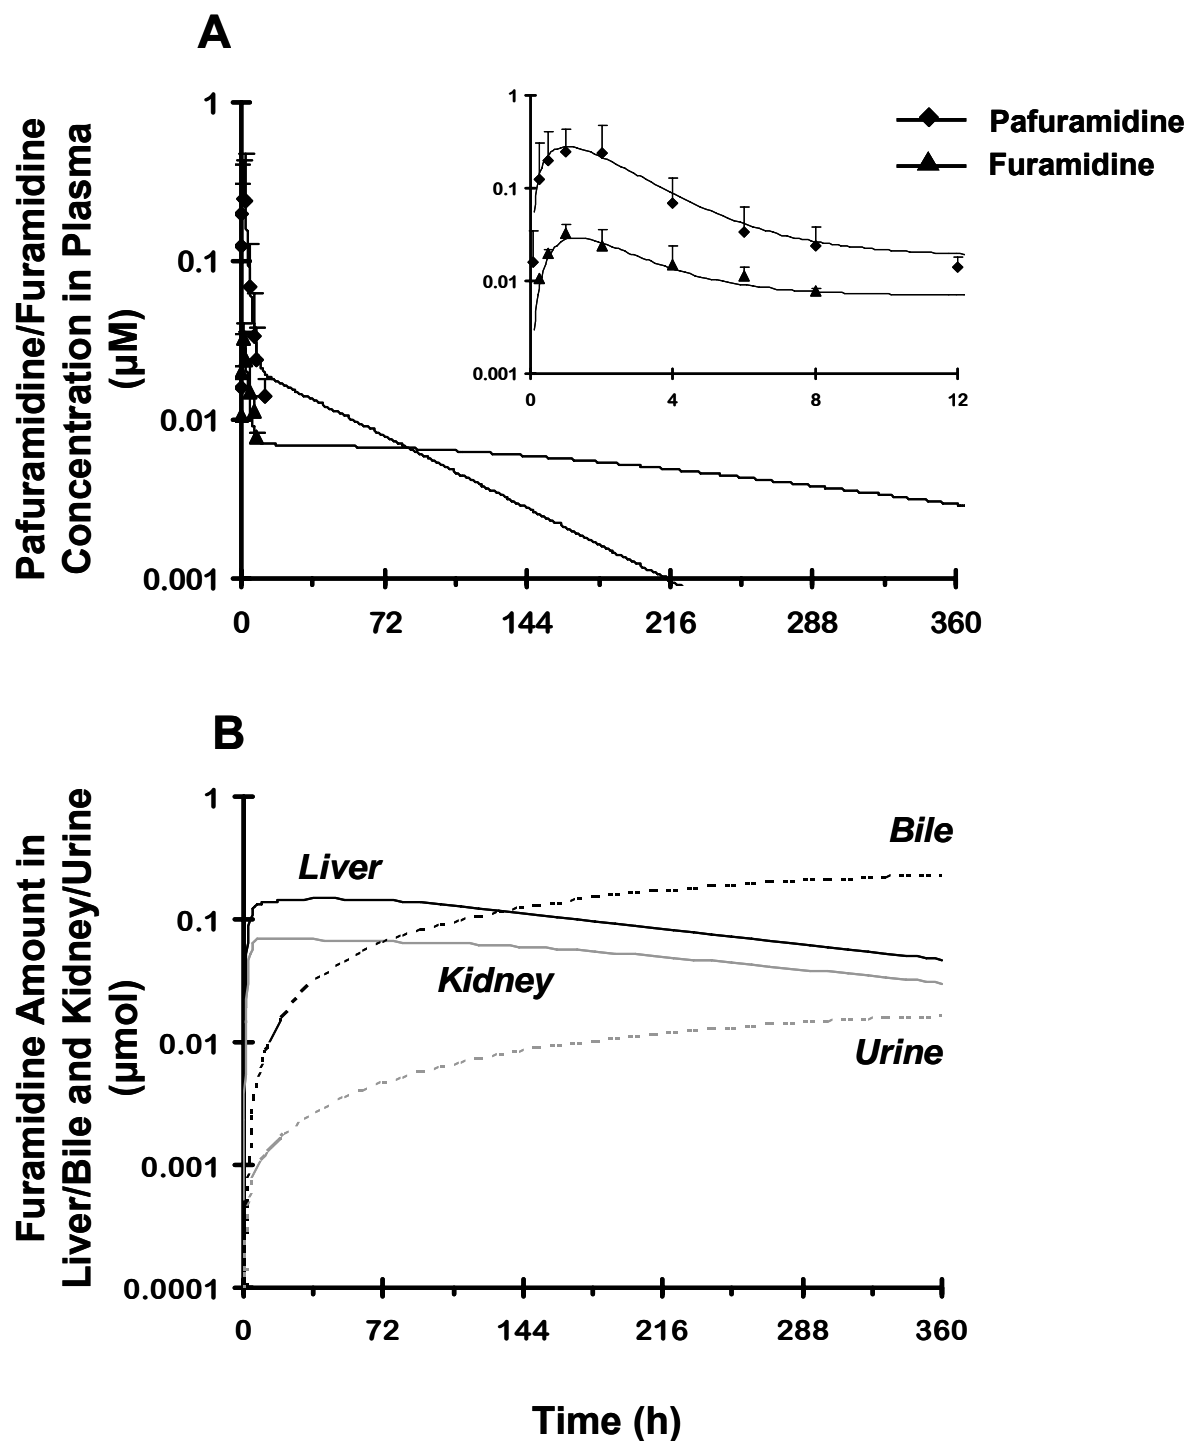 A
Pafuramidine/Furamidine
Concentration in Plasma
(µM)
1
0.1
0.01
0.001
0 72 144 216 288 360
1
0.1
0.01
0.001
0 4 8 12
Pafuramidine
Furamidine
B
Furamidine Amount in
Liver/Bile and Kidney/Urine
(µmol)
1
0.1
0.01
0.001
0.0001
Bile
Liver
Kidney
Urine
0 72 144 216 288 360
Time (h)